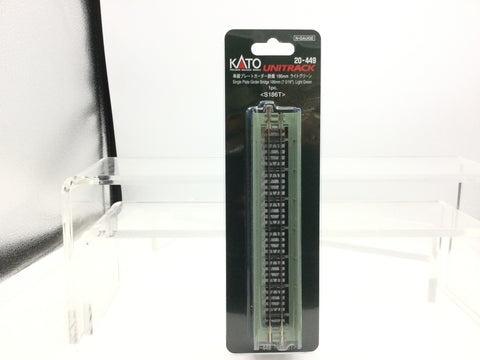 N-GAUGE
KATO
UNITRACK
20-449
単線プレートガーダー鉄橋 186mm ライトグリーン
Single Plate Girder Bridge 186mm (7 5/16"), Light Green
1pc.
<S186T>